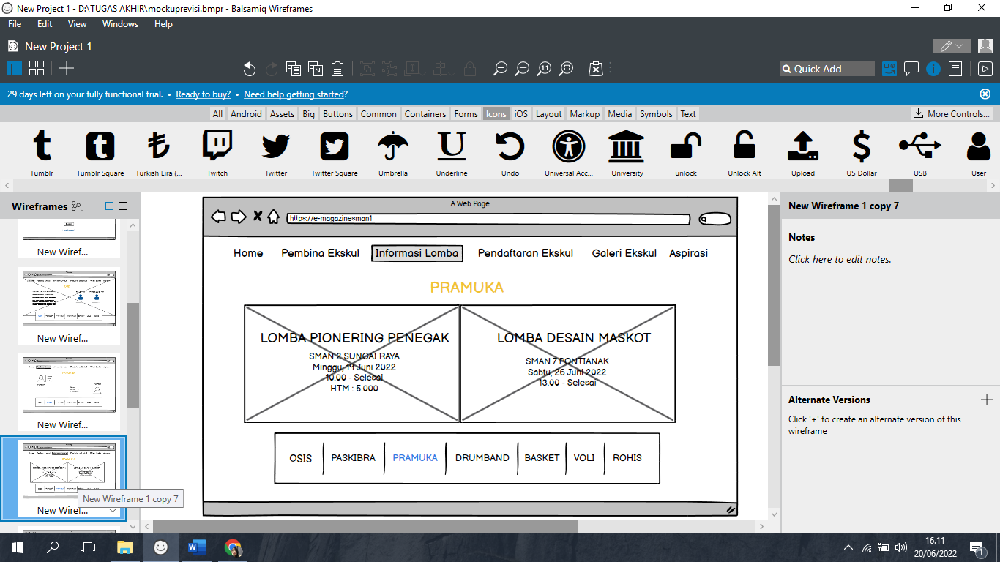 New Project 1 - D:\TUGAS AKHIR\mockuprevisi.bmpr - Balsamiq Wireframes
File Edit View Windows Help
New Project 1
Quick Add
29 days left on your fully functional trial. • Ready to buy? • Need help getting started?
All Android Assets Big Buttons Common Containers Forms Icons iOS Layout Markup Media Symbols Text More Controls...
Tumblr Tumblr Square Turkish Lira (... Twitch Twitter Twitter Square Umbrella Underline Undo Universal Acc... University unlock Unlock Alt Upload US Dollar USB User
Wireframes
New Wiref...
New Wiref...
New Wiref...
New Wiref...
New Wireframe 1 copy 7
A Web Page
https://e-magazinesman1
Home Pembina Ekskul Informasi Lomba Pendaftaran Ekskul Galeri Ekskul Aspirasi
PRAMUKA
LOMBA PIONERING PENEGAK
SMAN 2 SUNGAI RAYA
Minggu, 19 Juni 2022
10.00 - Selesai
HTM : 5.000
LOMBA DESAIN MASKOT
SMAN 7 PONTIANAK
Sabtu, 26 Juni 2022
13.00 - Selesai
OSIS PASKIBRA PRAMUKA DRUMBAND BASKET VOLI ROHIS
New Wireframe 1 copy 7
Notes
Click here to edit notes.
Alternate Versions
Click '+' to create an alternate version of this
wireframe
16.11
20/06/2022
1